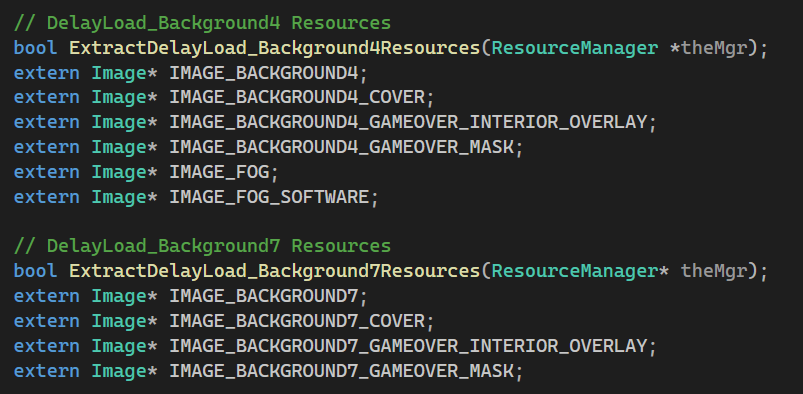 // DelayLoad_Background4 Resources
bool ExtractDelayLoad_Background4Resources(ResourceManager *theMgr);
extern Image* IMAGE_BACKGROUND4;
extern Image* IMAGE_BACKGROUND4_COVER;
extern Image* IMAGE_BACKGROUND4_GAMEOVER_INTERIOR_OVERLAY;
extern Image* IMAGE_BACKGROUND4_GAMEOVER_MASK;
extern Image* IMAGE_FOG;
extern Image* IMAGE_FOG_SOFTWARE;

// DelayLoad_Background7 Resources
bool ExtractDelayLoad_Background7Resources(ResourceManager* theMgr);
extern Image* IMAGE_BACKGROUND7;
extern Image* IMAGE_BACKGROUND7_COVER;
extern Image* IMAGE_BACKGROUND7_GAMEOVER_INTERIOR_OVERLAY;
extern Image* IMAGE_BACKGROUND7_GAMEOVER_MASK;